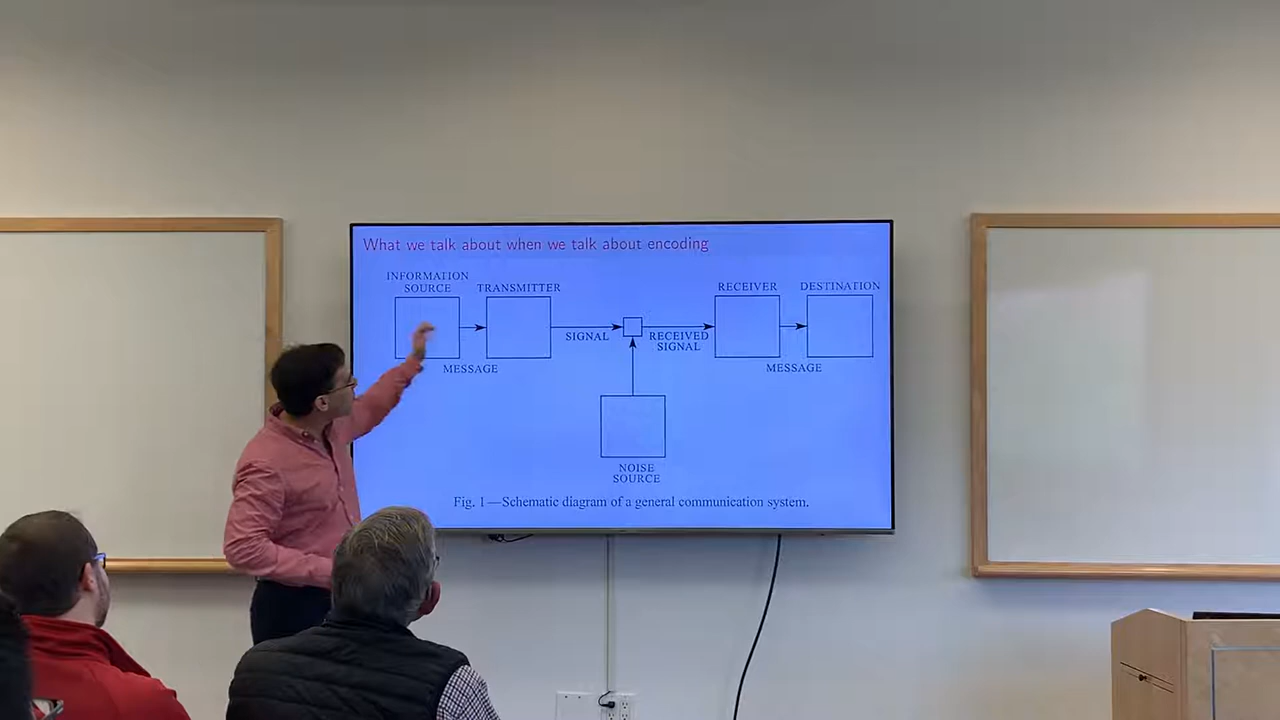 What we talk about when we talk about encoding
INFORMATION
SOURCE
TRANSMITTER
RECEIVER
DESTINATION
SIGNAL
RECEIVED
SIGNAL
MESSAGE
MESSAGE
NOISE
SOURCE
Fig. 1—Schematic diagram of a general communication system.